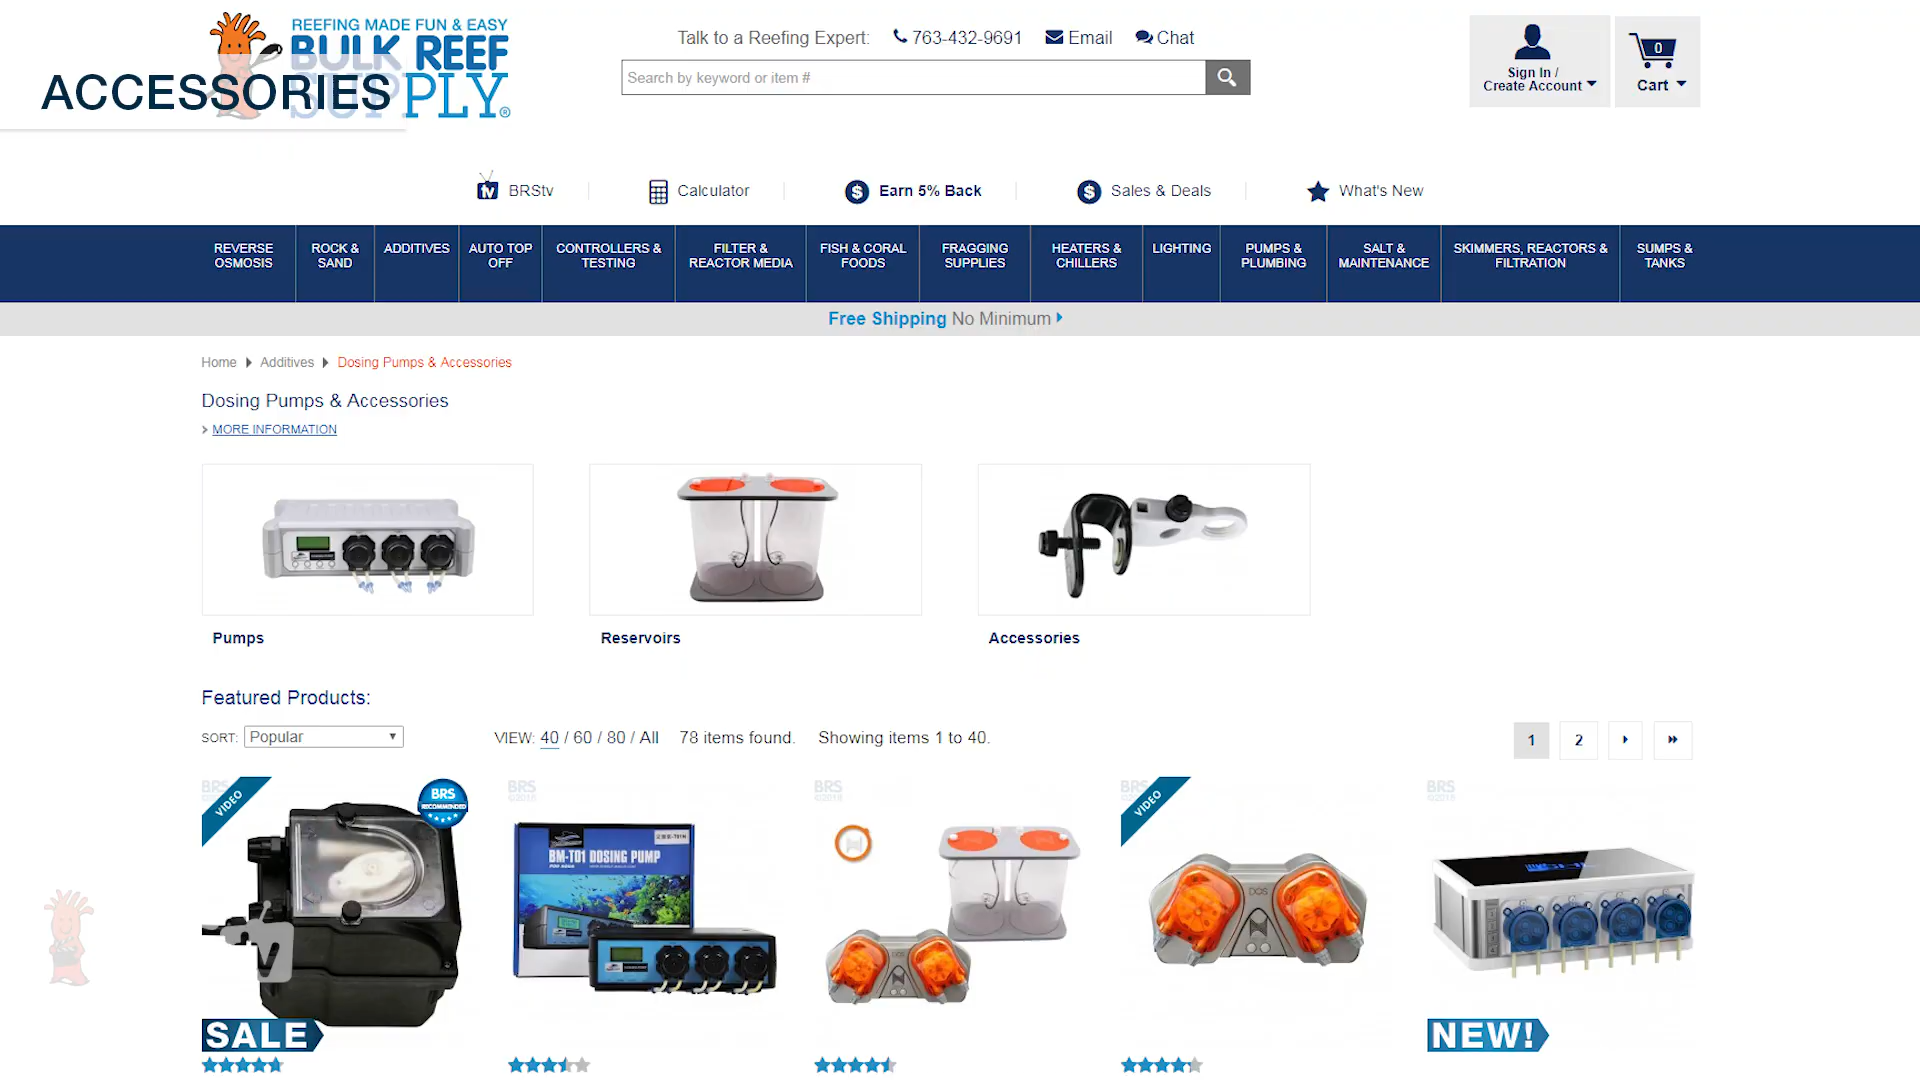 REEFING MADE FUN & EASY
BULK REEF
SUPPLY®
ACCESSORIES
Talk to a Reefing Expert: 763-432-9691 Email Chat
Search by keyword or item #
Sign In /
Create Account
0
Cart
tv BRStv
Calculator
$ Earn 5% Back
$ Sales & Deals
What's New
REVERSE OSMOSIS
ROCK & SAND
ADDITIVES
AUTO TOP OFF
CONTROLLERS & TESTING
FILTER & REACTOR MEDIA
FISH & CORAL FOODS
FRAGGING SUPPLIES
HEATERS & CHILLERS
LIGHTING
PUMPS & PLUMBING
SALT & MAINTENANCE
SKIMMERS, REACTORS & FILTRATION
SUMPS & TANKS
Free Shipping No Minimum
Home Additives Dosing Pumps & Accessories
Dosing Pumps & Accessories
MORE INFORMATION
Pumps
Reservoirs
Accessories
Featured Products:
SORT: Popular
VIEW: 40 / 60 / 80 / All 78 items found. Showing items 1 to 40.
1 2
VIDEO
BRS
RECOMMENDED
SALE
BRS
©2016
BM-T01 DOSING PUMP
BRS
©2016
DOS
BRS
VIDEO
DOS
BRS
©2016
NEW!